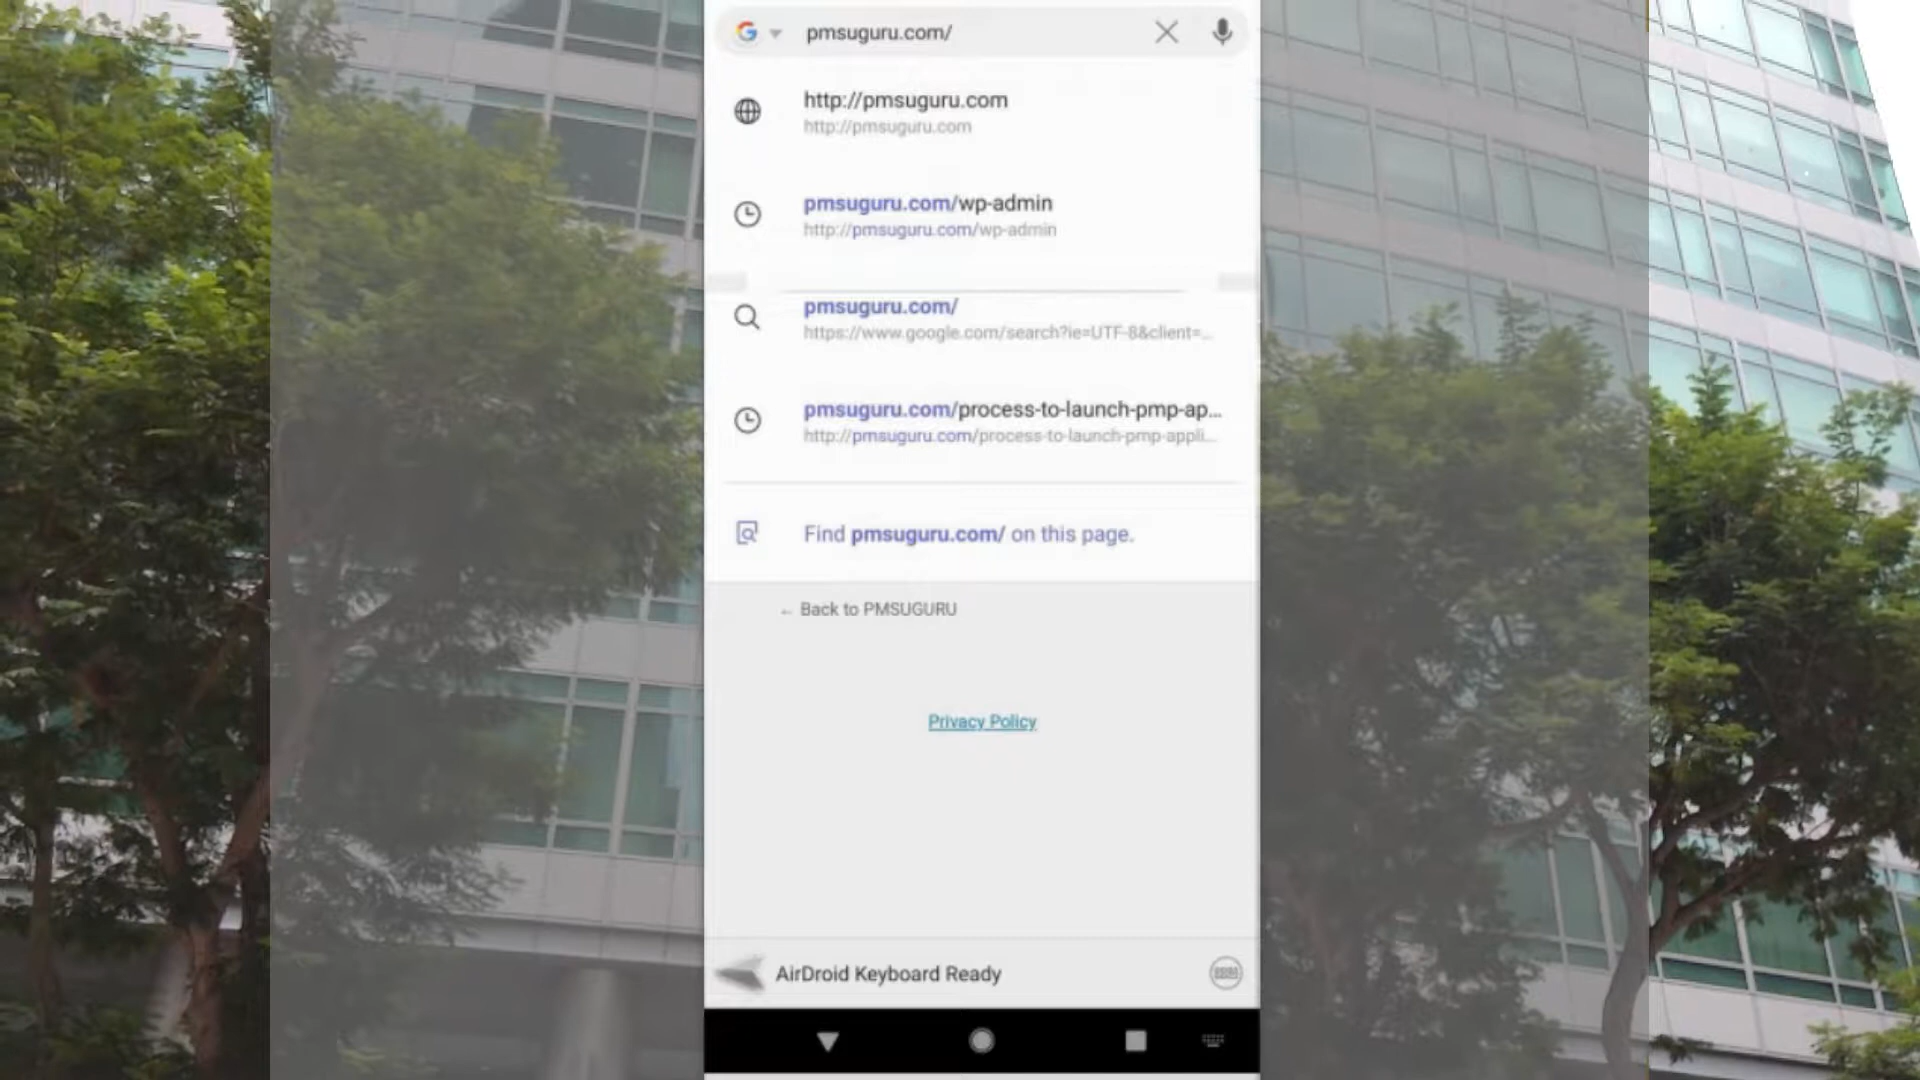 pmsuguru.com/
http://pmsuguru.com
http://pmsuguru.com
pmsuguru.com/wp-admin
http://pmsuguru.com/wp-admin
pmsuguru.com/
https://www.google.com/search?ie=UTF-8&client=...
pmsuguru.com/process-to-launch-pmp-ap...
http://pmsuguru.com/process-to-launch-pmp-appli...
Find pmsuguru.com/ on this page.
← Back to PMSUGURU
Privacy Policy
AirDroid Keyboard Ready